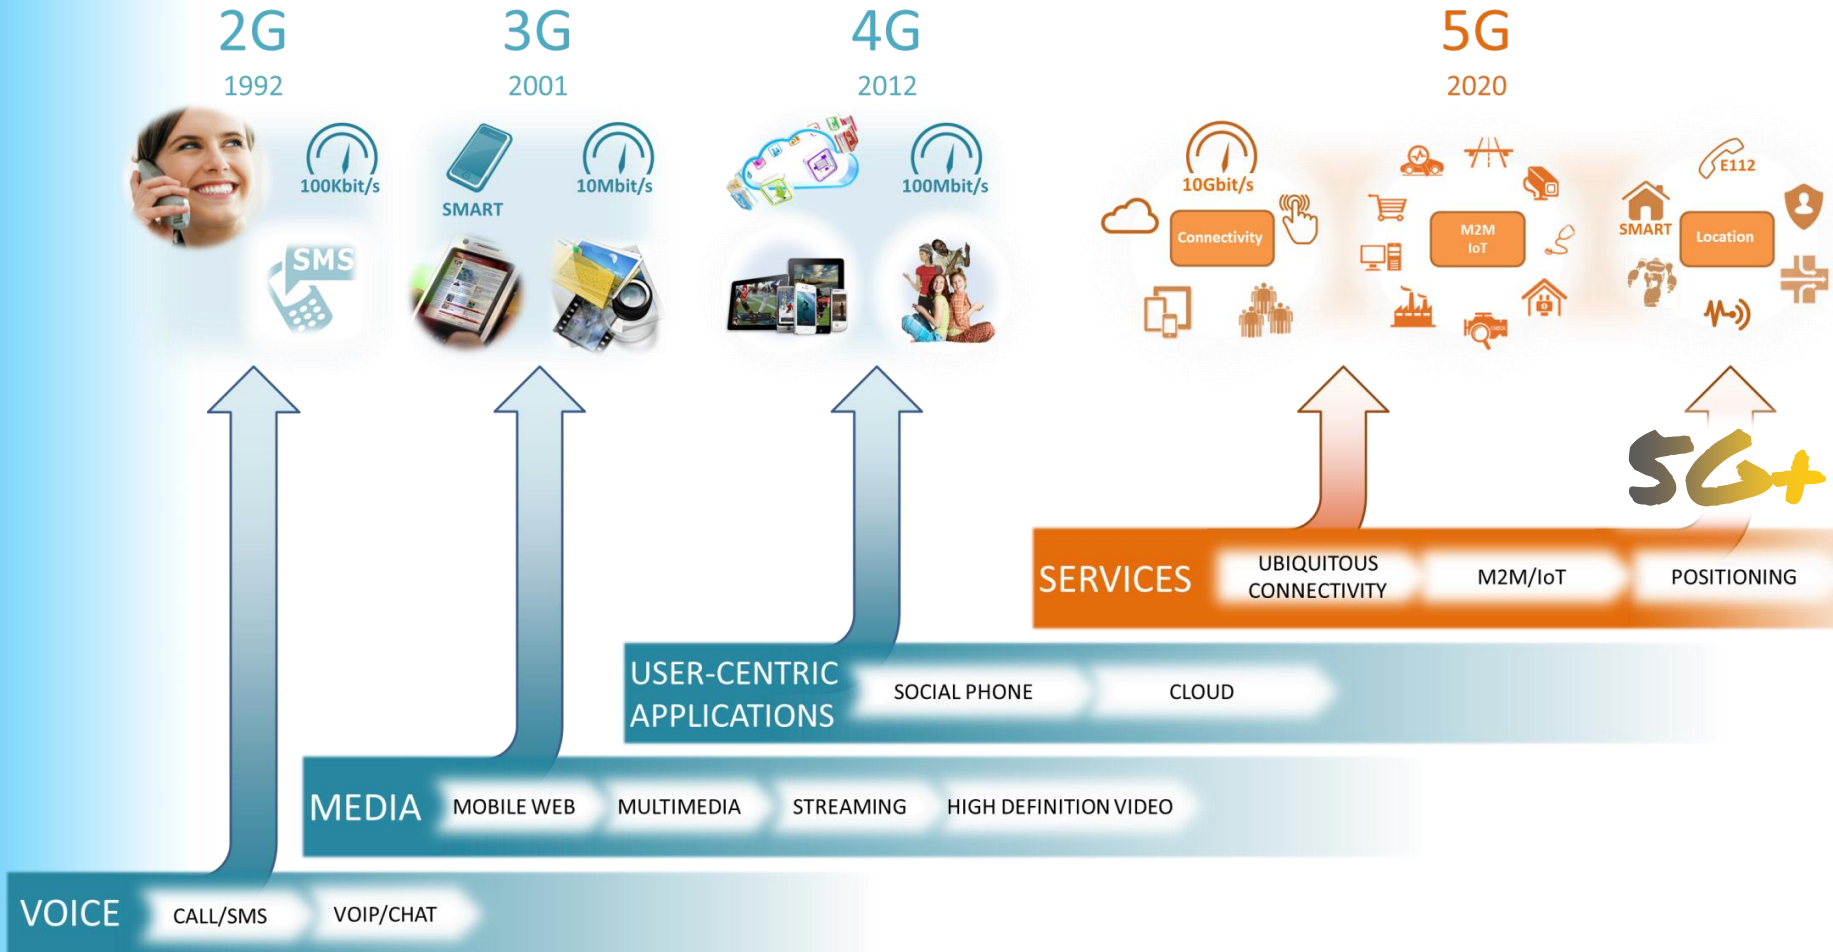 2G
3G
4G
5G
1992
2001
2012
2020
100Kbit/s
SMS
SMART
10Mbit/s
100Mbit/s
10Gbit/s
Connectivity
M2M
IoT
CHECK
E112
SMART
Location
5G+
SERVICES
UBIQUITOUS
CONNECTIVITY
M2M/IoT
POSITIONING
USER-CENTRIC
APPLICATIONS
SOCIAL PHONE
CLOUD
MEDIA
MOBILE WEB
MULTIMEDIA
STREAMING
HIGH DEFINITION VIDEO
VOICE
CALL/SMS
VOIP/CHAT